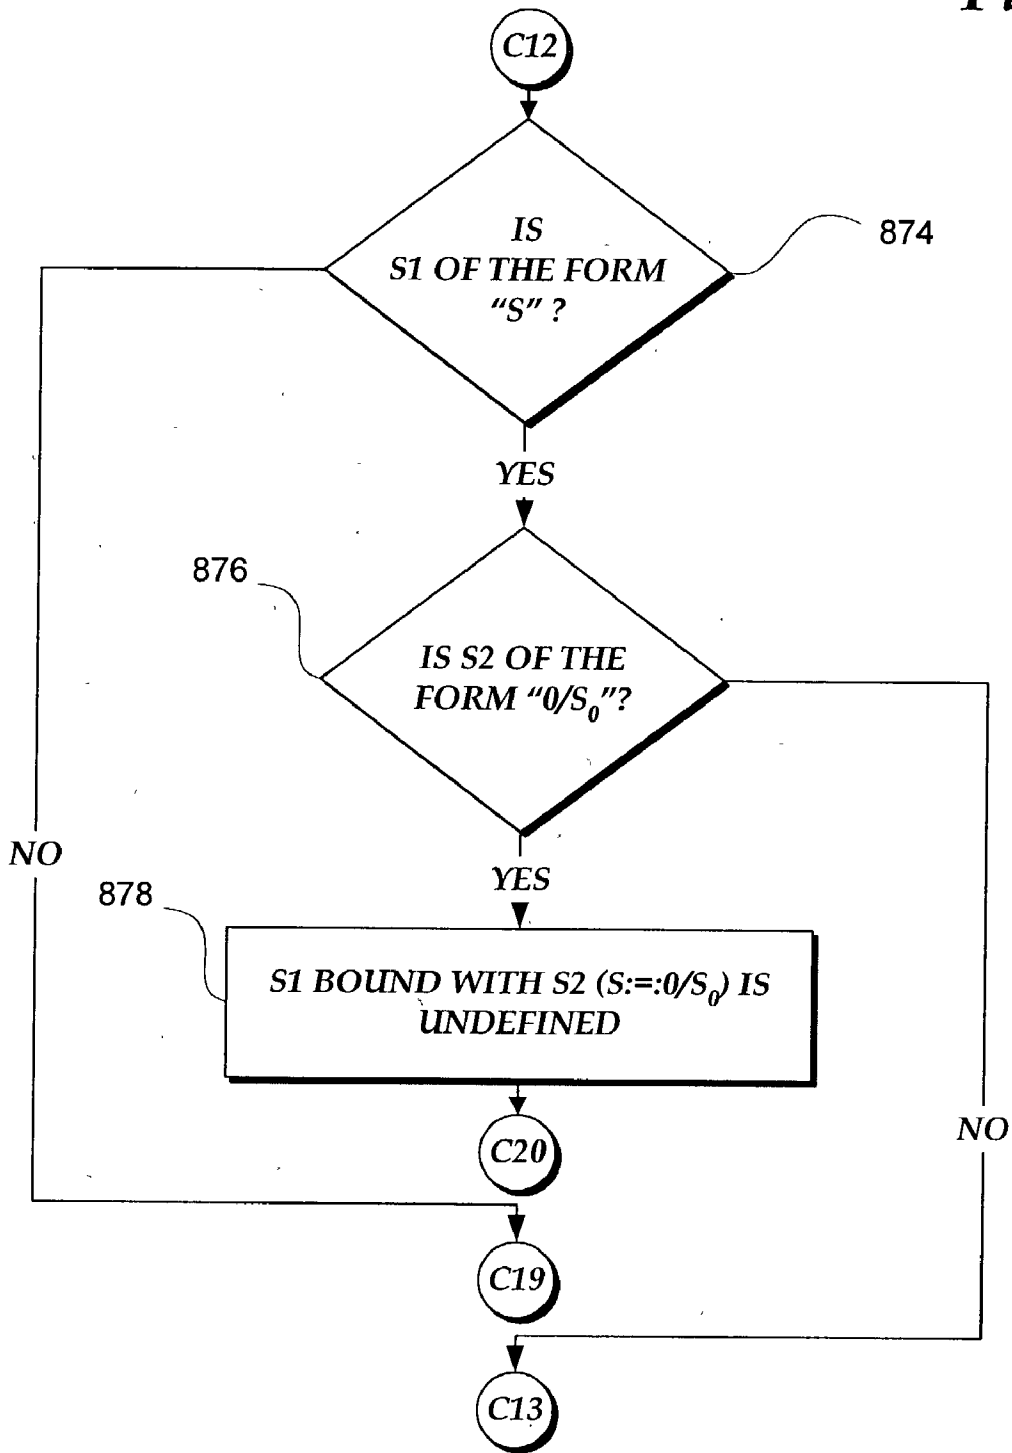 C12
IS
S1 OF THE FORM
"S" ?
874
YES
876
IS S2 OF THE
FORM "0/S₀"?
NO
YES
878
S1 BOUND WITH S2 (S:=:0/S₀) IS
UNDEFINED
C20
NO
C19
C13